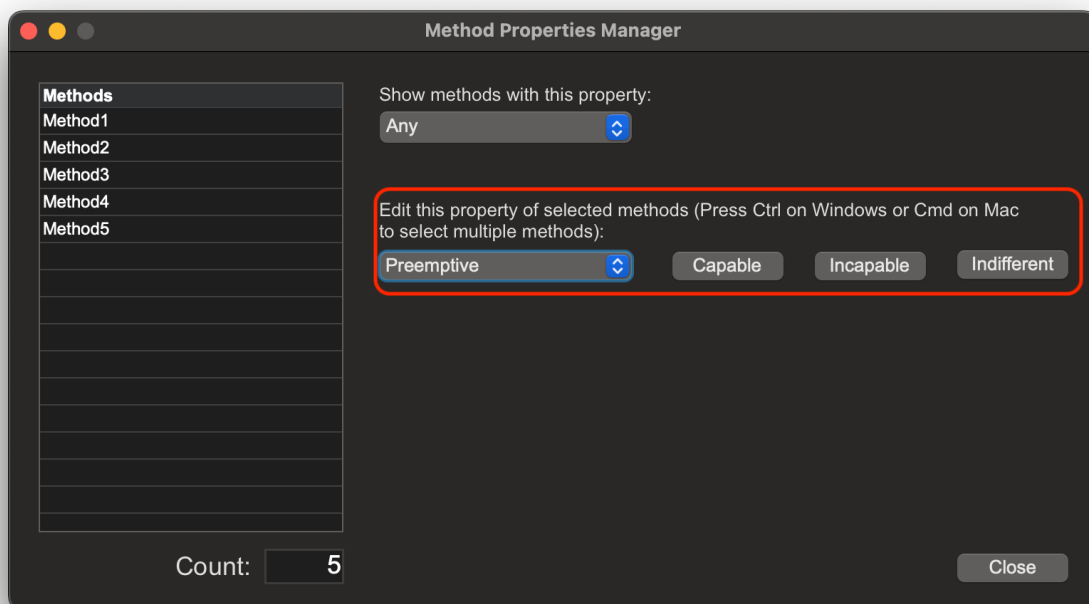 Method Properties Manager
Methods
Method1
Method2
Method3
Method4
Method5
Count: 5
Show methods with this property:
Any
Edit this property of selected methods (Press Ctrl on Windows or Cmd on Mac
to select multiple methods):
Preemptive Capable Incapable Indifferent
Close